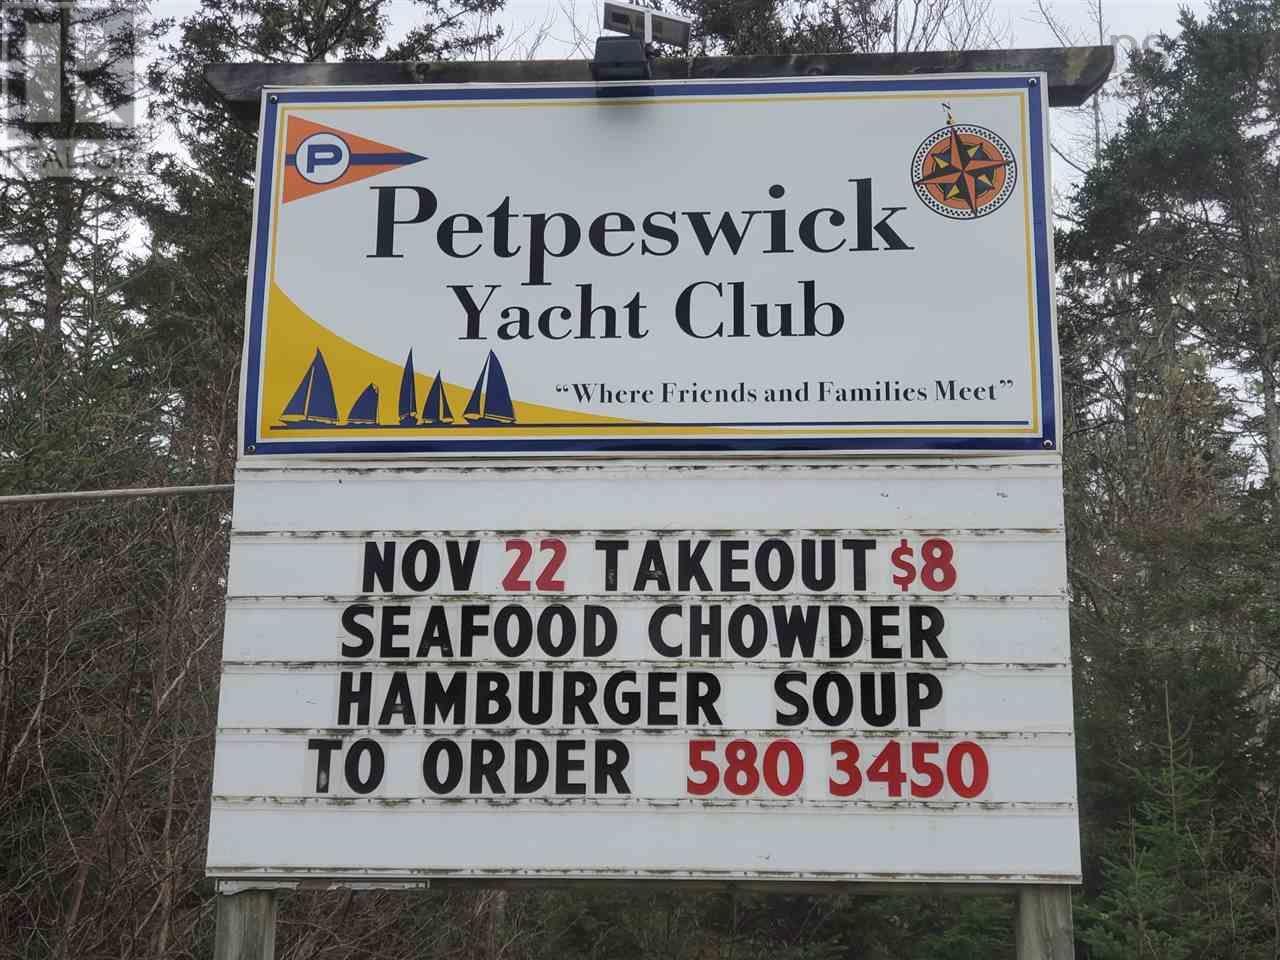 REALTOR
P
N
Petpeswick
Yacht Club
“Where Friends and Families Meet”
NOV 22 TAKEOUT $8
SEAFOOD CHOWDER
HAMBURGER SOUP
TO ORDER 580 3450